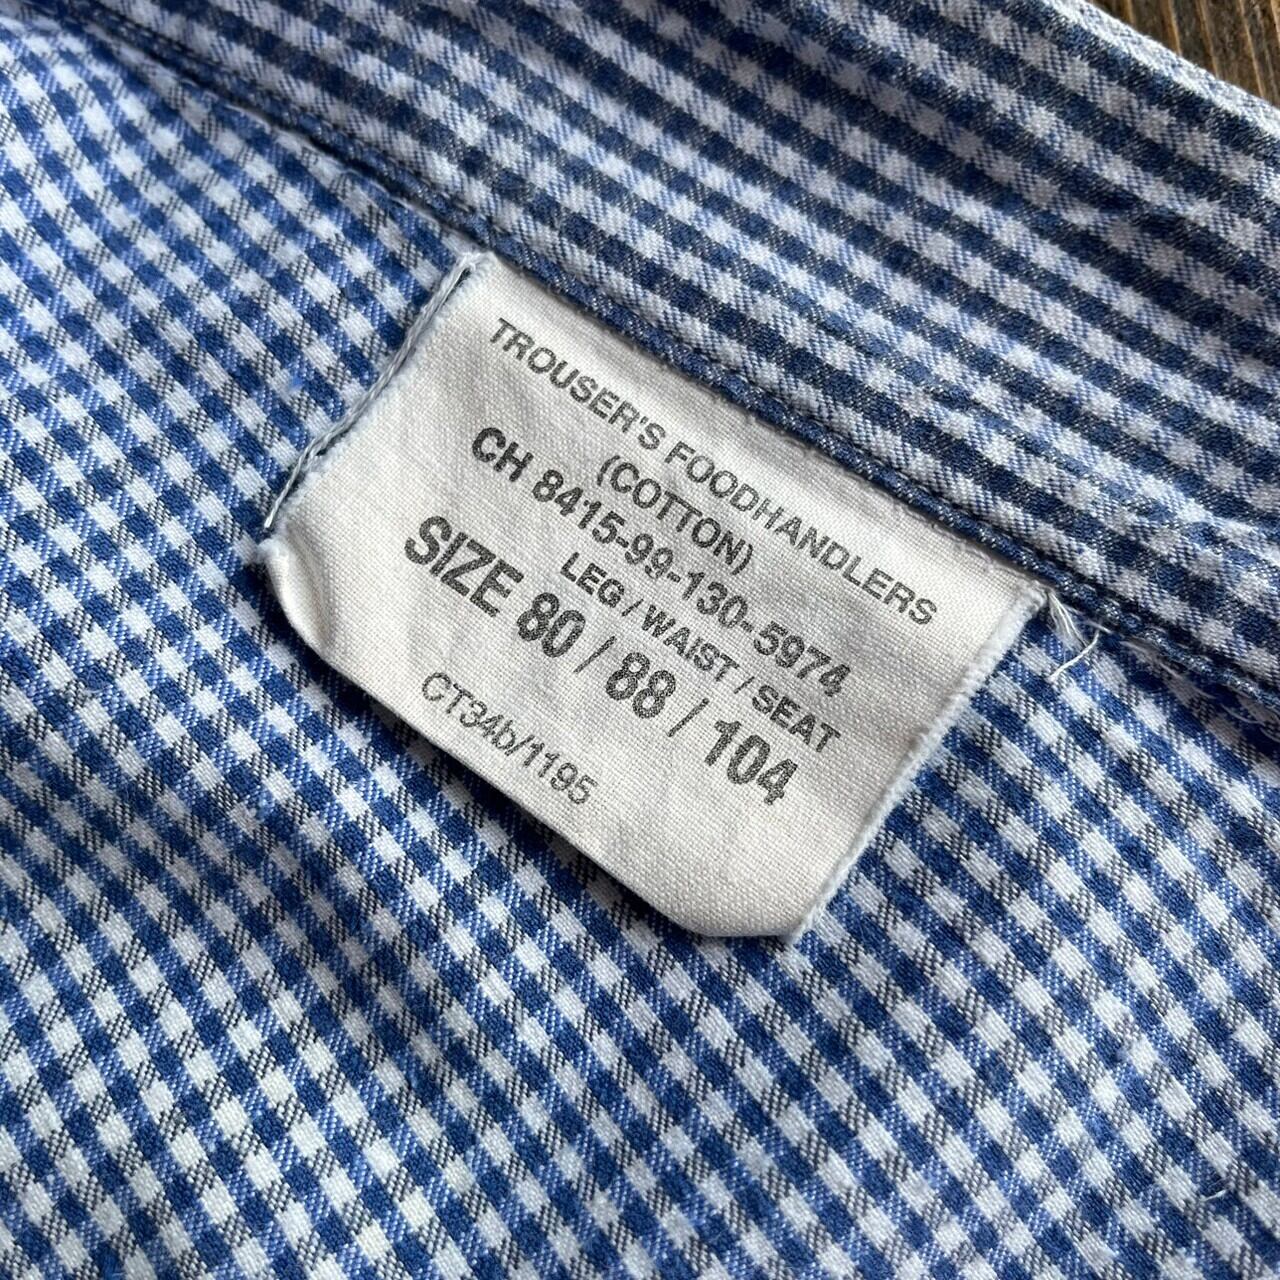 TROUSER'S FOODHANDLERS
(COTTON)
CH 8415-99-130-5974
LEG / WAIST / SEAT
SIZE 80 / 88 / 104
CT34b/1195